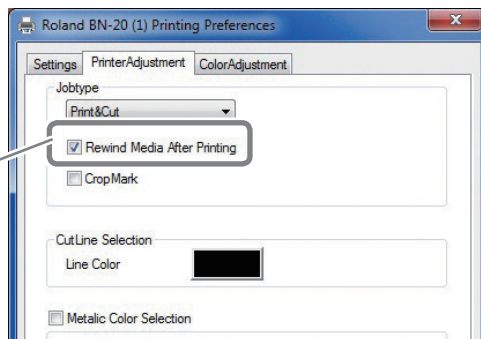 Roland BN-20 (1) Printing Preferences
Settings PrinterAdjustment ColorAdjustment
Jobtype
Print&Cut
Rewind Media After Printing
CropMark
CutLine Selection
Line Color
Metalic Color Selection